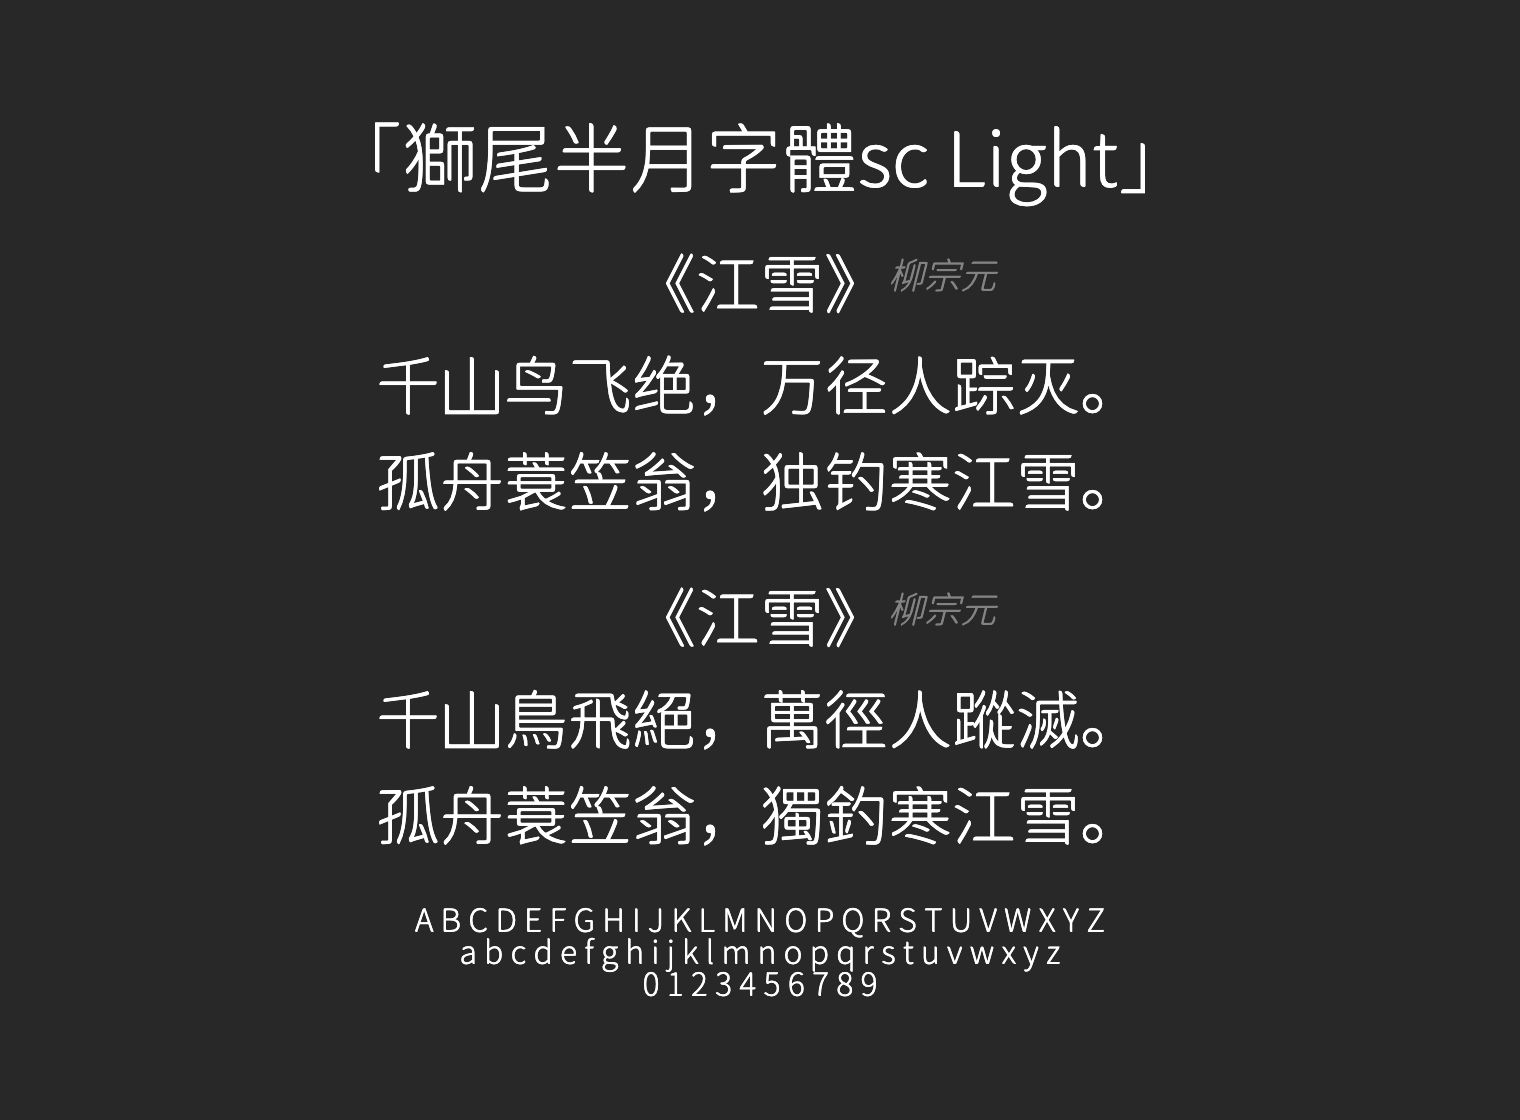 「獅尾半月字體sc Light」
《江雪》 柳宗元
千山鸟飞绝，万径人踪灭。
孤舟蓑笠翁，独钓寒江雪。
《江雪》 柳宗元
千山鳥飛絕，萬徑人蹤滅。
孤舟蓑笠翁，獨釣寒江雪。
ABCDEFGHIJKLMNOPQRSTUVWXYZ
abcdefghijklmnopqrstuvwxyz
0123456789